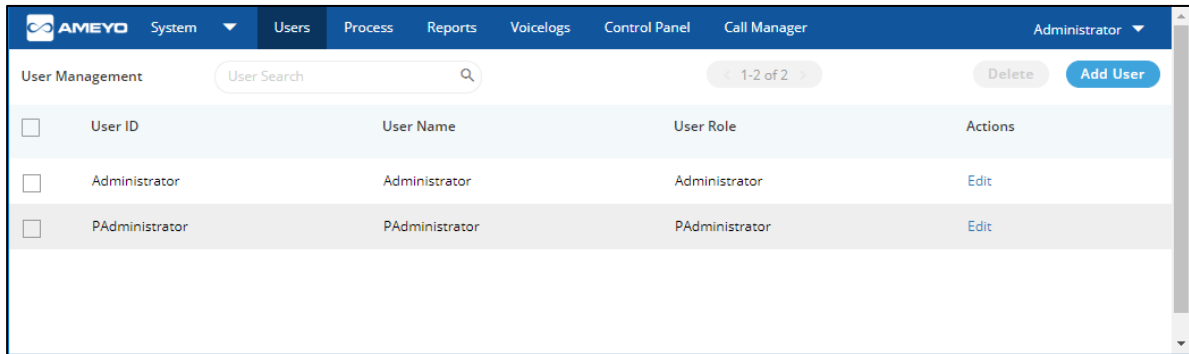 AMEYO System Users Process Reports Voicelogs Control Panel Call Manager Administrator
User Management User Search < 1-2 of 2 > Delete Add User
User ID User Name User Role Actions
Administrator Administrator Administrator Edit
PAdministrator PAdministrator PAdministrator Edit